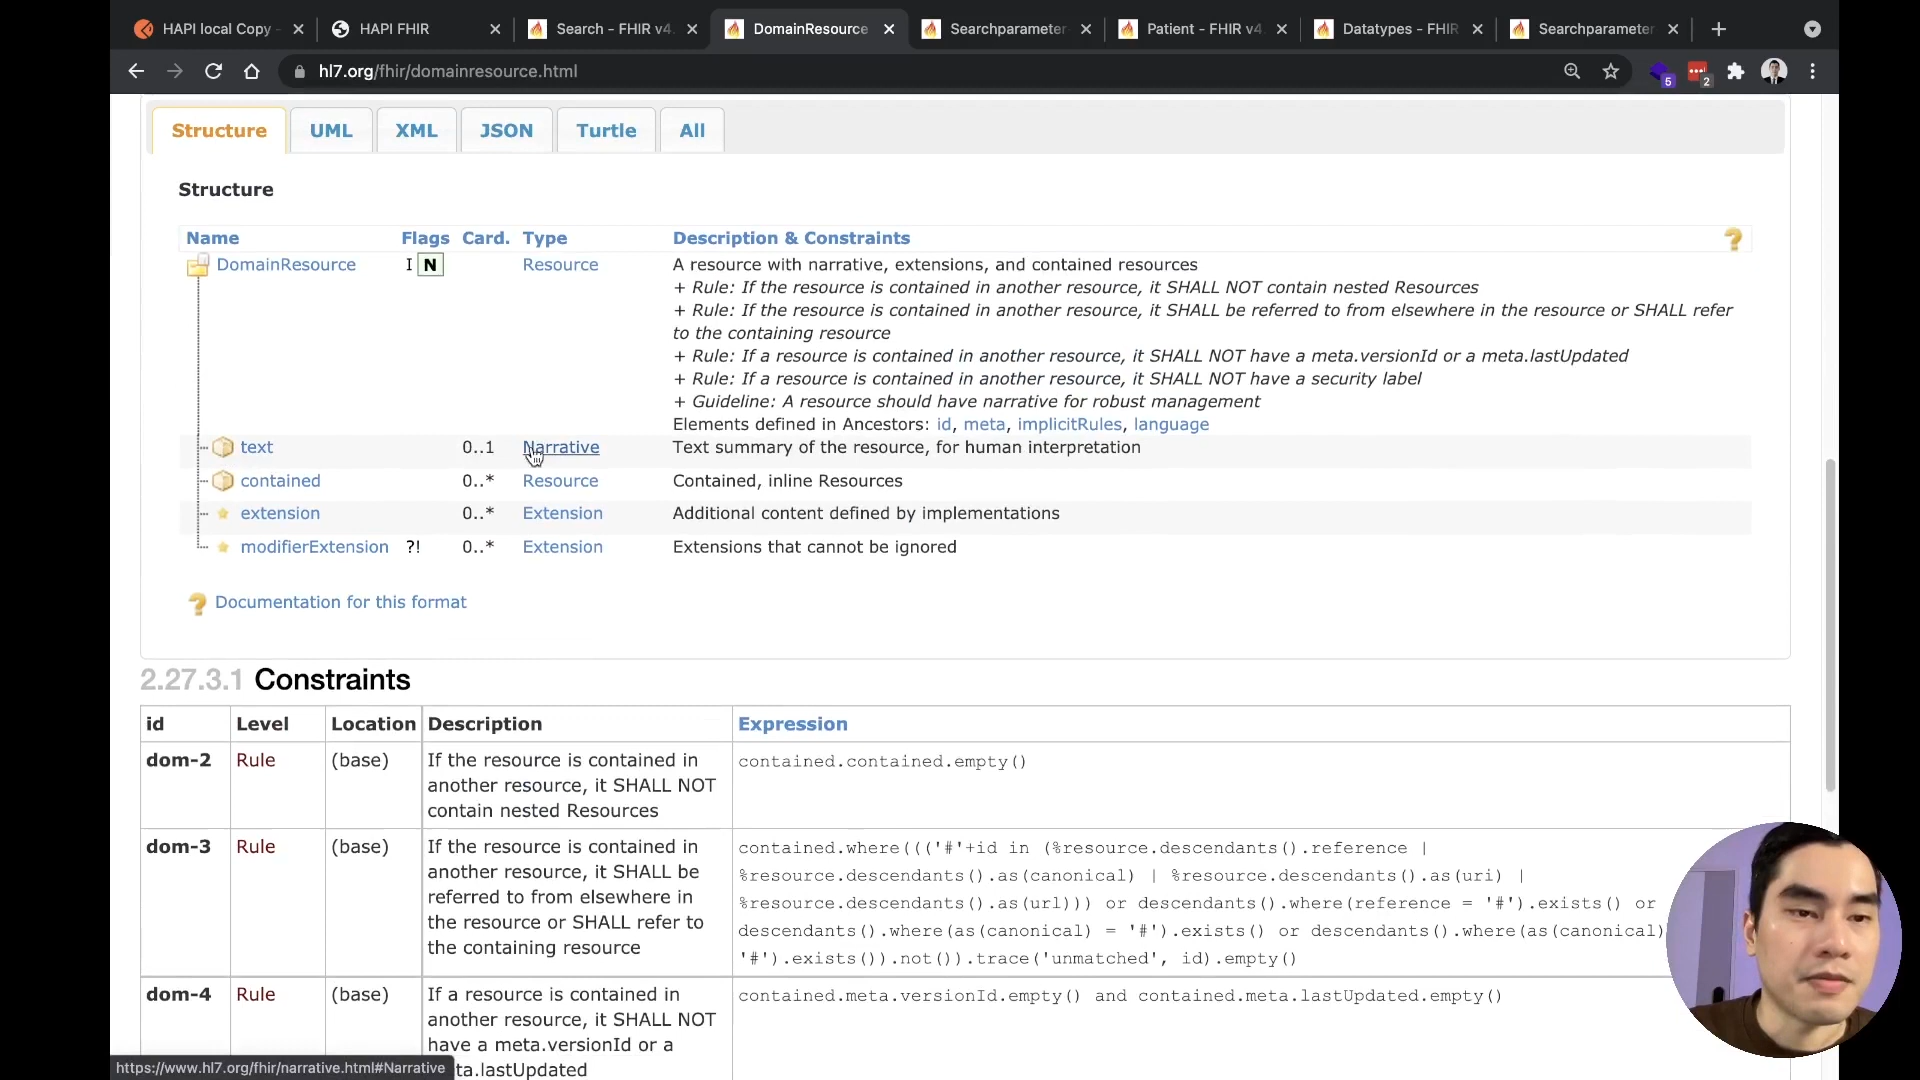 HAPI local Copy
HAPI FHIR
Search - FHIR v4.
DomainResource
Searchparameter
Patient - FHIR v4.
Datatypes - FHIR
Searchparameter
hl7.org/fhir/domainresource.html
5
2
Structure
UML
XML
JSON
Turtle
All
Structure
Name Flags Card. Type Description & Constraints
DomainResource I N Resource A resource with narrative, extensions, and contained resources
+ Rule: If the resource is contained in another resource, it SHALL NOT contain nested Resources
+ Rule: If the resource is contained in another resource, it SHALL be referred to from elsewhere in the resource or SHALL refer
to the containing resource
+ Rule: If a resource is contained in another resource, it SHALL NOT have a meta.versionId or a meta.lastUpdated
+ Rule: If a resource is contained in another resource, it SHALL NOT have a security label
+ Guideline: A resource should have narrative for robust management
Elements defined in Ancestors: id, meta, implicitRules, language
text 0..1 Narrative Text summary of the resource, for human interpretation
contained 0..* Resource Contained, inline Resources
extension 0..* Extension Additional content defined by implementations
modifierExtension ?! 0..* Extension Extensions that cannot be ignored
Documentation for this format
2.27.3.1 Constraints
id Level Location Description Expression
dom-2 Rule (base) If the resource is contained in
another resource, it SHALL NOT
contain nested Resources
contained.contained.empty()
dom-3 Rule (base) If the resource is contained in
another resource, it SHALL be
referred to from elsewhere in
the resource or SHALL refer to
the containing resource
contained.where((('#'+id in (%resource.descendants().reference |
%resource.descendants().as(canonical) | %resource.descendants().as(uri) |
%resource.descendants().as(url))) or descendants().where(reference = '#').exists() or
descendants().where(as(canonical) = '#').exists() or descendants().where(as(canonical)
'#').exists()).not()).trace('unmatched', id).empty()
dom-4 Rule (base) If a resource is contained in
another resource, it SHALL NOT
have a meta.versionId or a
ta.lastUpdated
contained.meta.versionId.empty() and contained.meta.lastUpdated.empty()
https://www.hl7.org/fhir/narrative.html#Narrative